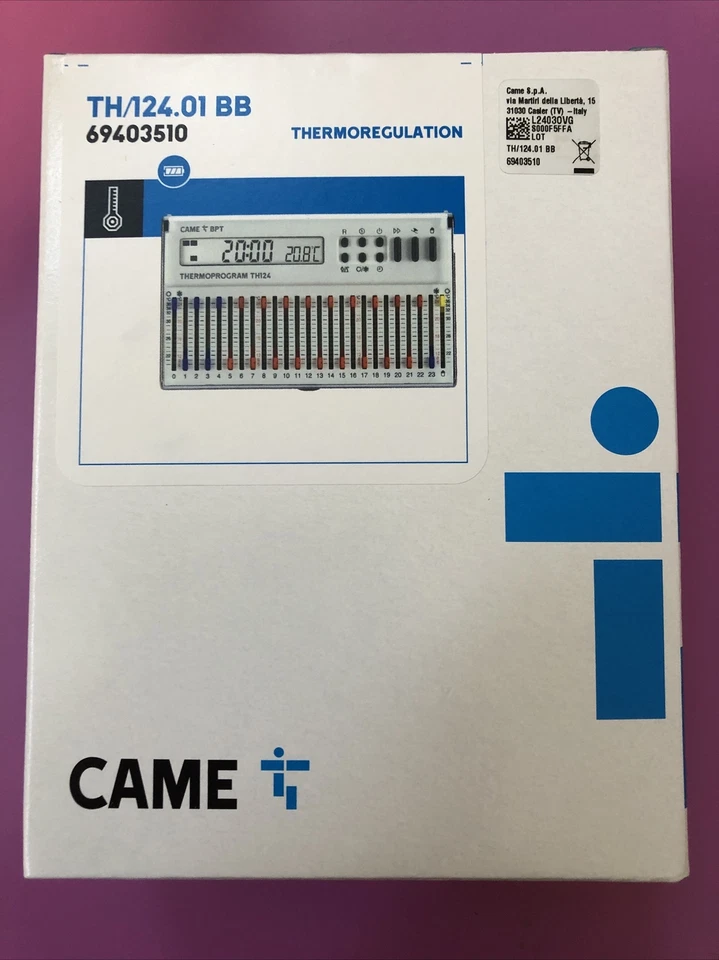 TH/124.01 BB
69403510
THERMOREGULATION
Came S.p.A.
via Martiri della Libertà, 15
31030 Casier (TV) -Italy
L24030VG
S000F5FFA
LOT
TH/124.01 BB
69403510
CAME BPT
20:00 20.8°C
THERMOPROGRAM TH124
0 1 2 3 4 5 6 7 8 9 10 11 12 13 14 15 16 17 18 19 20 21 22 23
CAME